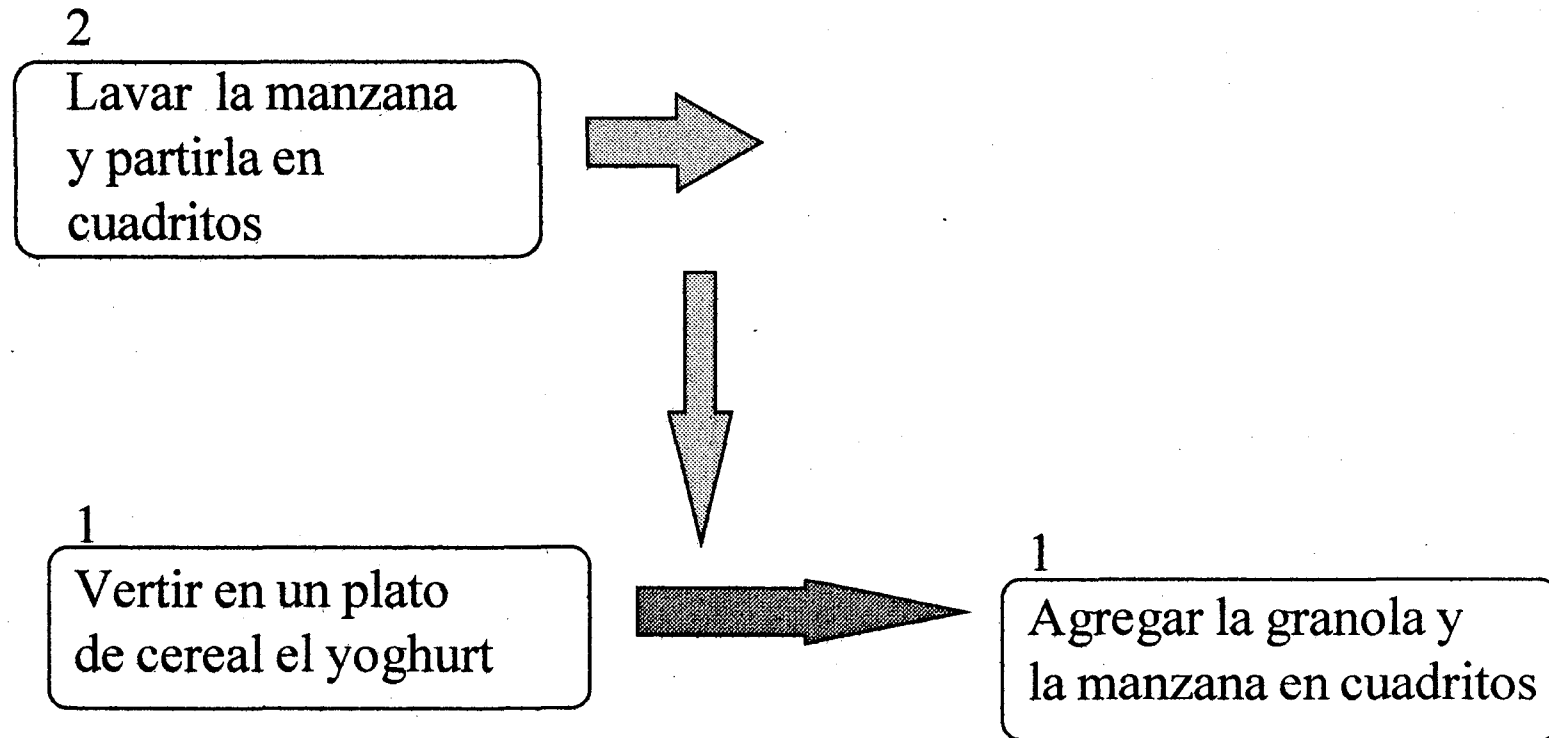 2
Lavar la manzana
y partirla en
cuadritos
1
Vertir en un plato
de cereal el yoghurt
1
Agregar la granola y
la manzana en cuadritos